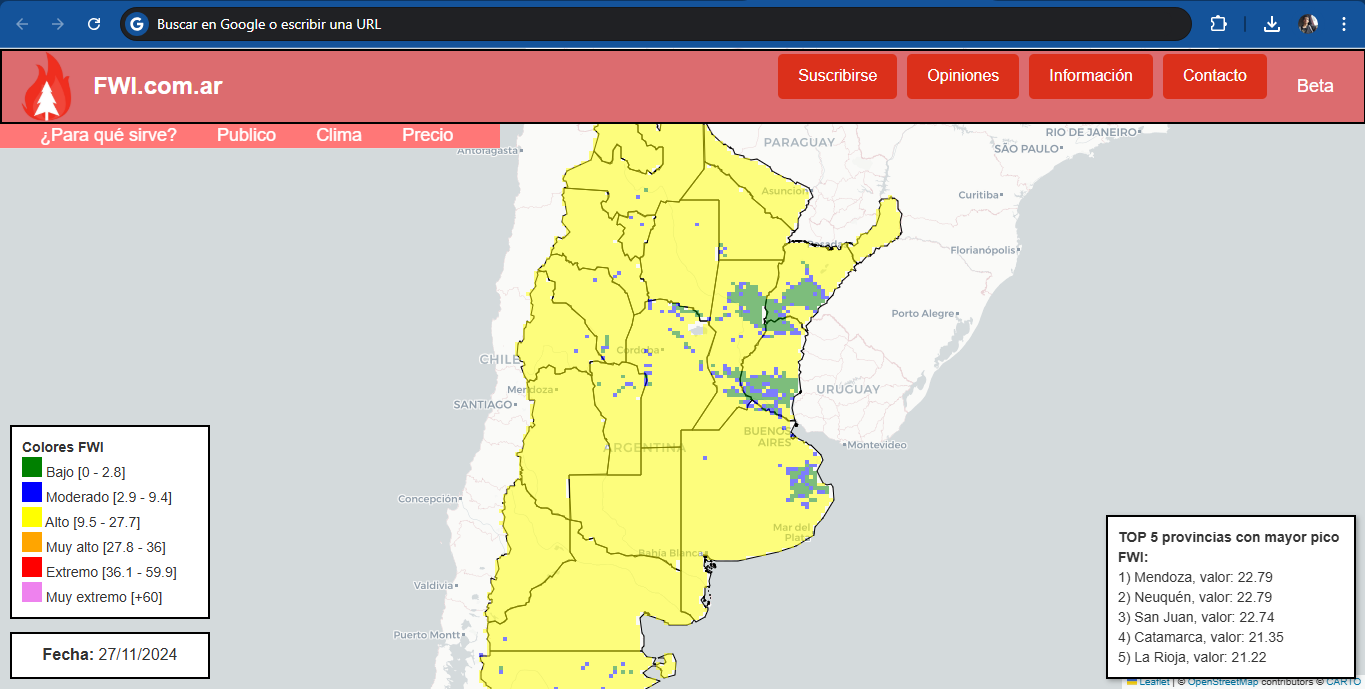 Buscar en Google o escribir una URL
FWI.com.ar
Suscribirse
Opiniones
Información
Contacto
Beta
¿Para qué sirve?
Publico
Clima
Precio
PARAGUAY
RIO DE JANEIRO
SÃO PAULO
Antofagasta
Asuncion
Curitiba
Posadas
Florianópolis
Porto Alegre
CHILE
Cordoba
Mendoza
URUGUAY
SANTIAGO
BUENOS
AIRES
ARGENTINA
Montevideo
Concepción
Mar del
Plata
Bahia Blanca
Valdivia
Puerto Montt
Colores FWI
Bajo [0 - 2.8]
Moderado [2.9 - 9.4]
Alto [9.5 - 27.7]
Muy alto [27.8 - 36]
Extremo [36.1 - 59.9]
Muy extremo [+60]
Fecha: 27/11/2024
TOP 5 provincias con mayor pico
FWI:
1) Mendoza, valor: 22.79
2) Neuquén, valor: 22.79
3) San Juan, valor: 22.74
4) Catamarca, valor: 21.35
5) La Rioja, valor: 21.22
Leaflet | © OpenStreetMap contributors © CARTO